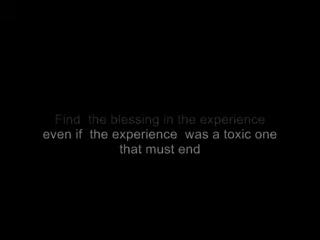 Find the blessing in the experience
even if the experience was a toxic one
that must end